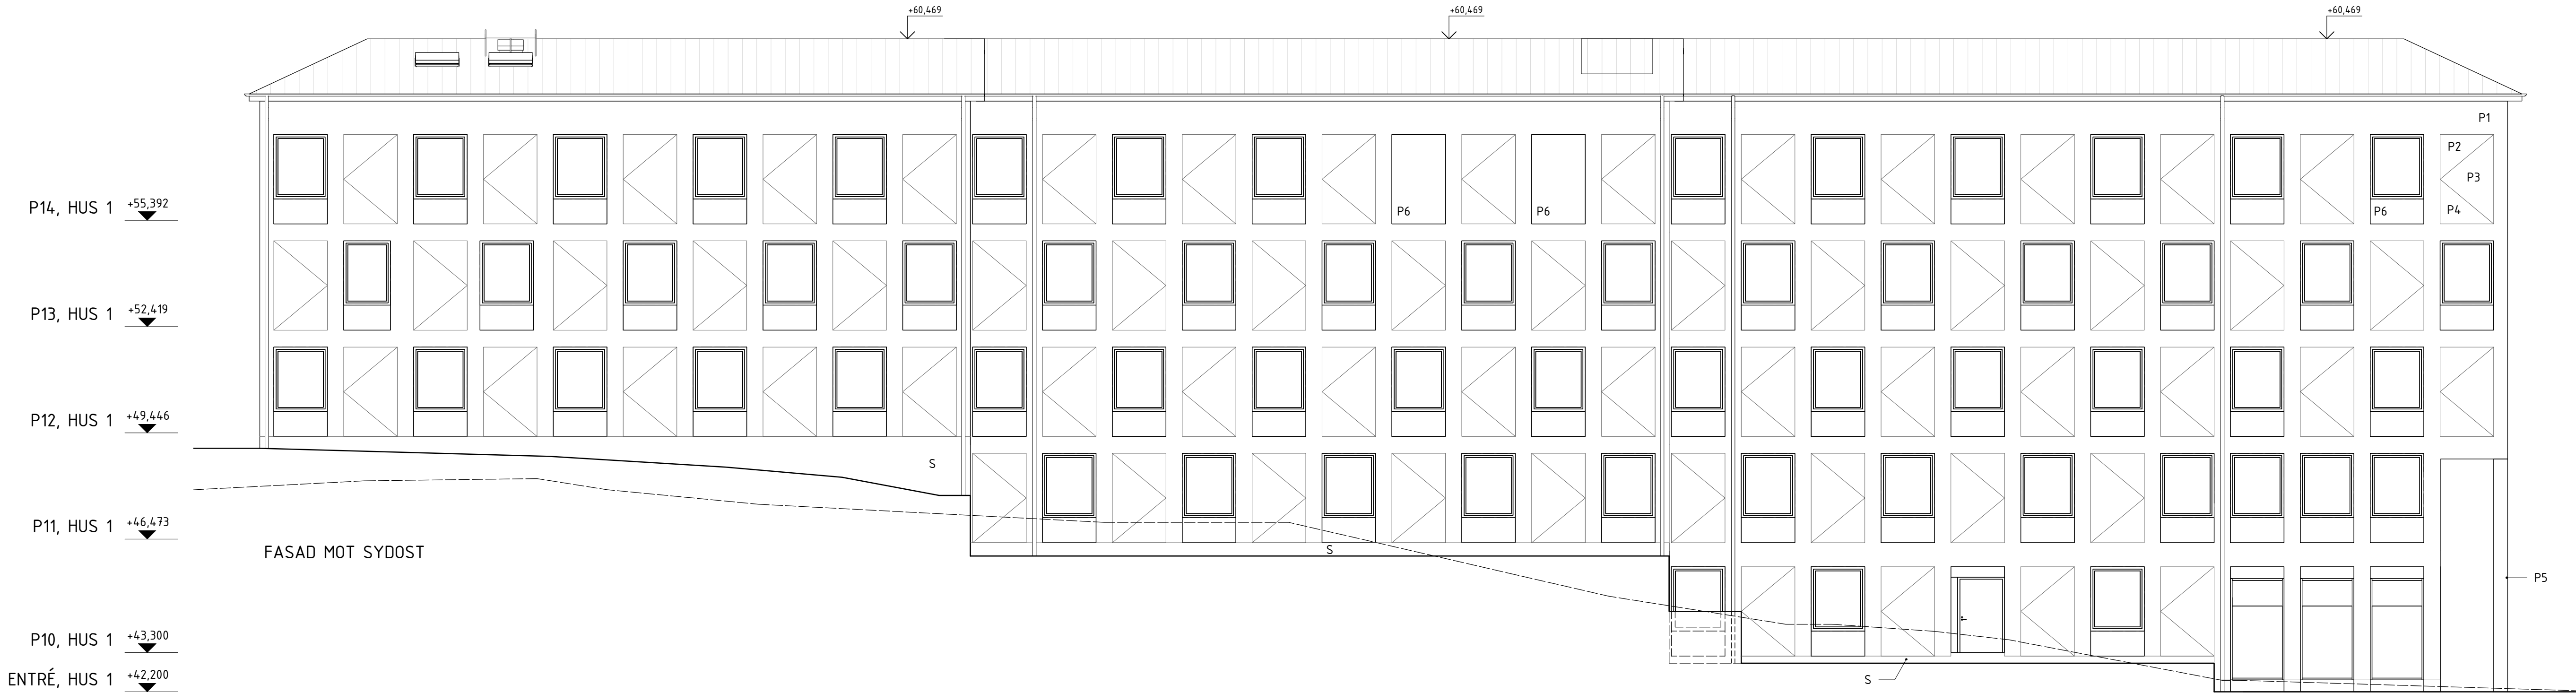 +60,469
+60,469
+60,469
P1
P2
P3
P14, HUS 1 +55,392
P6
P6
P6
P4
P13, HUS 1 +52,419
P12, HUS 1 +49,446
S
P11, HUS 1 +46,473
FASAD MOT SYDOST
S
P5
P10, HUS 1 +43,300
ENTRÉ, HUS 1 +42,200
S